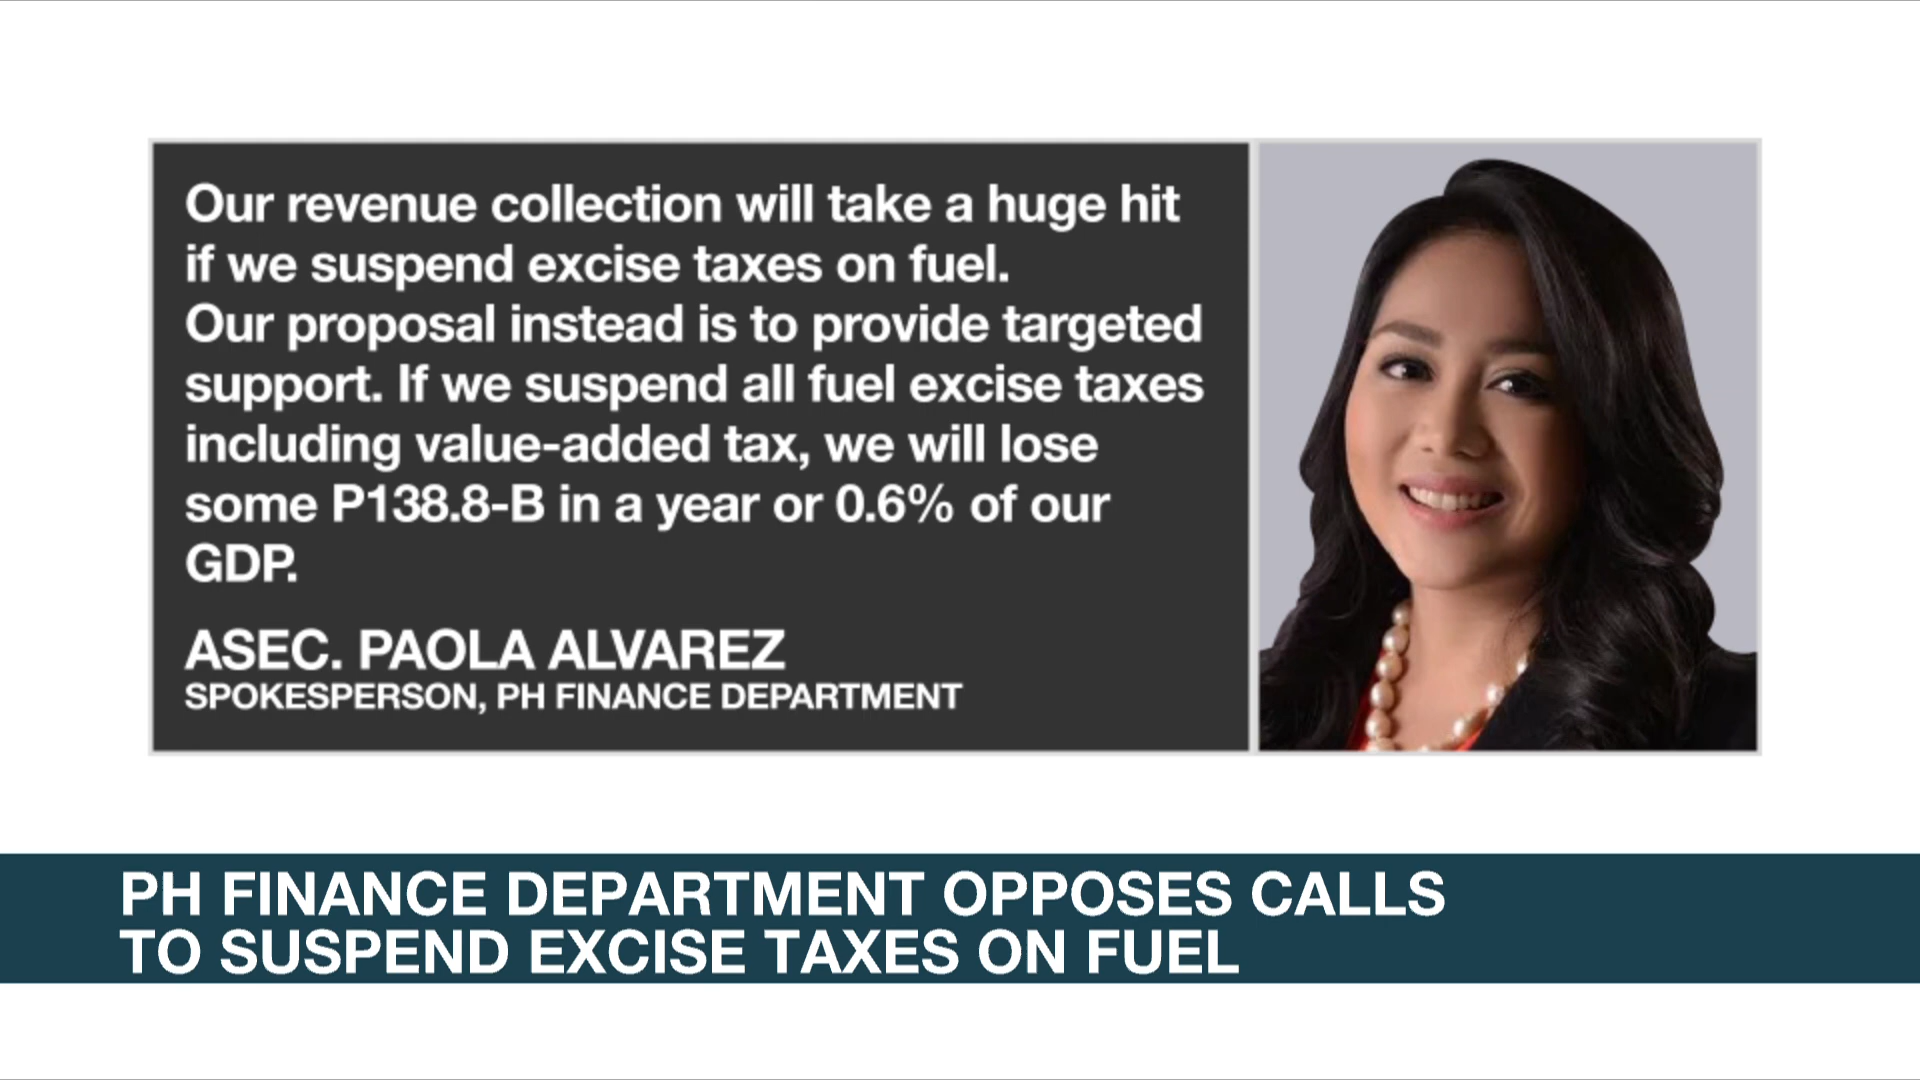 Our revenue collection will take a huge hit
if we suspend excise taxes on fuel.
Our proposal instead is to provide targeted
support. If we suspend all fuel excise taxes
including value-added tax, we will lose
some P138.8-B in a year or 0.6% of our
GDP.
ASEC. PAOLA ALVAREZ
SPOKESPERSON, PH FINANCE DEPARTMENT
PH FINANCE DEPARTMENT OPPOSES CALLS
TO SUSPEND EXCISE TAXES ON FUEL